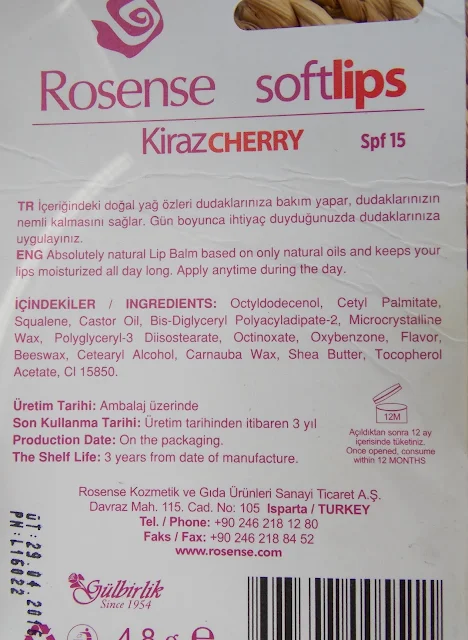 Rosense softlips
KirazCHERRY Spf 15
TR İçeriğindeki doğal yağ özleri dudaklarınıza bakım yapar, dudaklarınızın
nemli kalmasını sağlar. Gün boyunca ihtiyaç duyduğunuzda dudaklarınıza
uygulayınız.
ENG Absolutely natural Lip Balm based on only natural oils and keeps your
lips moisturized all day long. Apply anytime during the day.
İÇİNDEKİLER / INGREDIENTS: Octyldodecenol, Cetyl Palmitate,
Squalene, Castor Oil, Bis-Diglyceryl Polyacyladipate-2, Microcrystalline
Wax, Polyglyceryl-3 Diisostearate, Octinoxate, Oxybenzone, Flavor,
Beeswax, Cetearyl Alcohol, Carnauba Wax, Shea Butter, Tocopherol
Acetate, CI 15850.
Üretim Tarihi: Ambalaj üzerinde
Son Kullanma Tarihi: Üretim tarihinden itibaren 3 yıl
Production Date: On the packaging.
The Shelf Life: 3 years from date of manufacture.
12M
Açıldıktan sonra 12 ay
içerisinde tüketiniz.
Once opened, consume
within 12 MONTHS
Rosense Kozmetik ve Gıda Ürünleri Sanayi Ticaret A.Ş.
Davraz Mah. 115. Cad. No: 105 Isparta / TURKEY
Tel. / Phone: +90 246 218 12 80
Faks / Fax: +90 246 218 84 52
www.rosense.com
ÜT:29.04.201
PN:L16022
Gülbirlik
Since 1954
4.8 g e